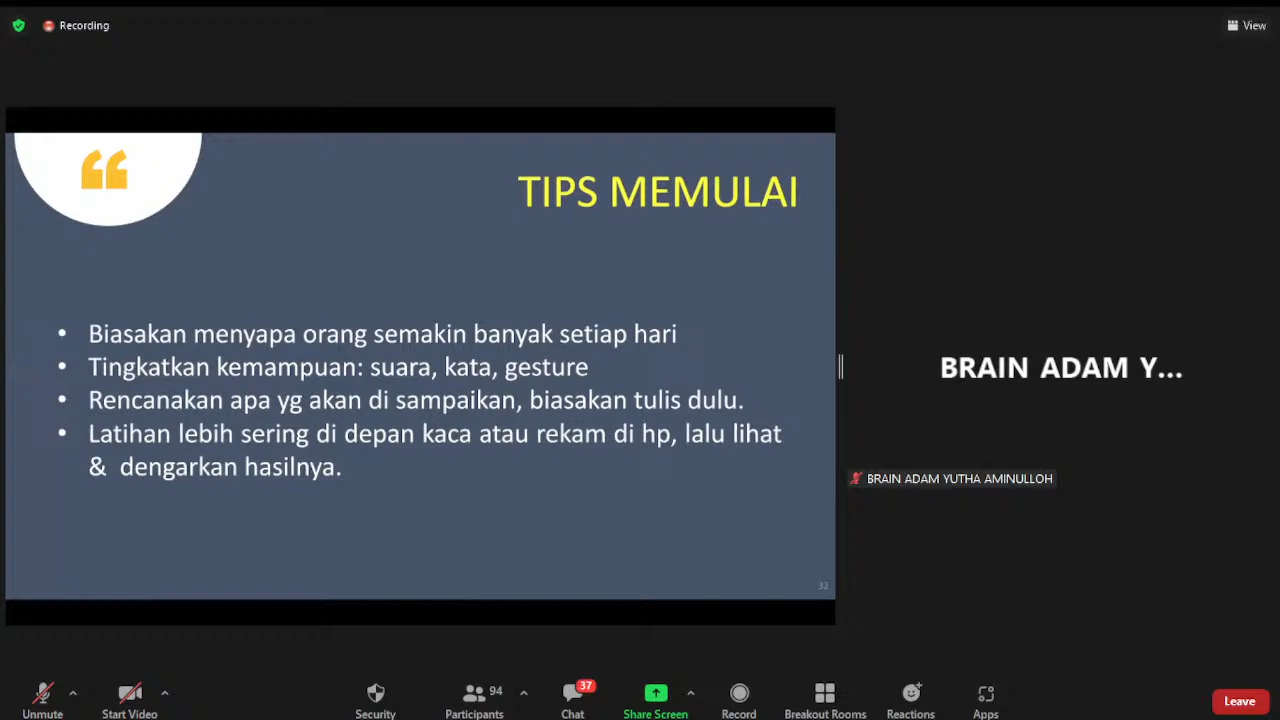 Recording
View
TIPS MEMULAI
• Biasakan menyapa orang semakin banyak setiap hari
• Tingkatkan kemampuan: suara, kata, gesture
• Rencanakan apa yg akan di sampaikan, biasakan tulis dulu.
• Latihan lebih sering di depan kaca atau rekam di hp, lalu lihat
& dengarkan hasilnya.
32
BRAIN ADAM Y...
BRAIN ADAM YUTHA AMINULLOH
94
37
Unmute
Start Video
Security
Participants
Chat
Share Screen
Record
Breakout Rooms
Reactions
Apps
Leave